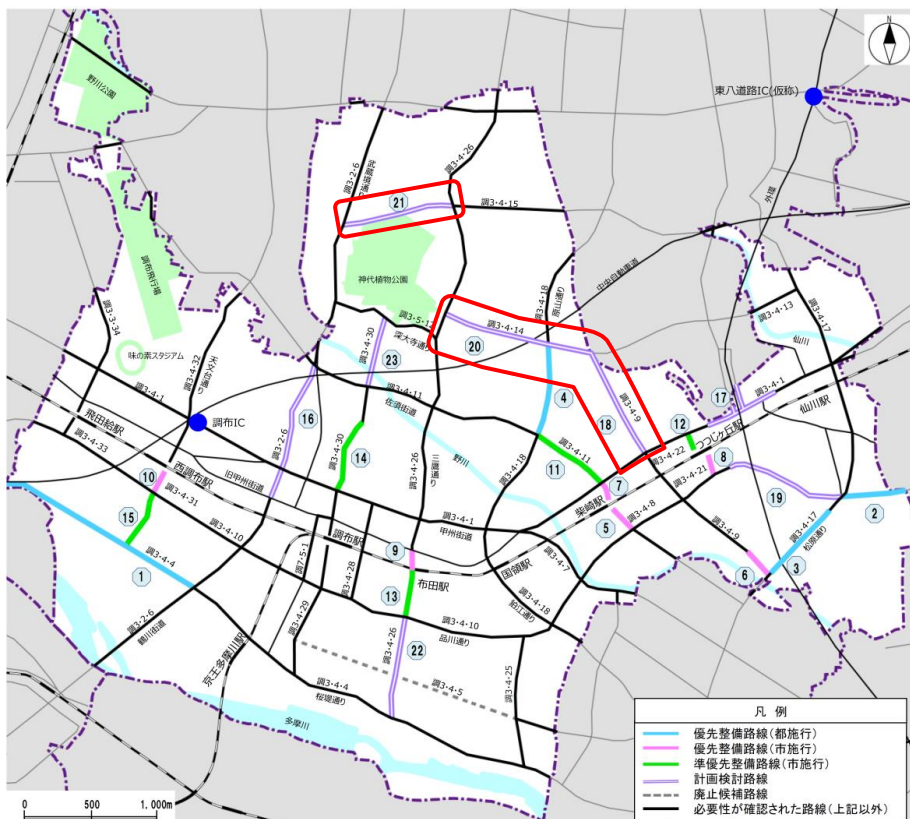 野川公園
東八道路IC(仮称)
調3・2・6
武蔵境通り
調3・4・26
21
調3・4・15
外環
中央自動車道
調布飛行場
神代植物公園
調3・4・18
原山通り
調3・4・13
調3・4・17
仙川
調3・3・34
味の素スタジアム
調3・4・32
天文台通り
調3・5・12
深大寺通り
調3・4・14
20
調3・4・30
23
調3・4・9
4
18
17
調3・4・1
仙川駅
調3・4・1
調布IC
16
調3・4・11
佐須街道
12
つつじヶ丘駅
飛田給駅
調3・4・33
西調布駅
旧甲州街道
調3・2・6
調3・4・30
14
調3・4・26
三鷹通り
野川
調3・4・18
調3・4・11
11
調3・4・22
8
調3・4・21
7
柴崎駅
19
2
10
調3・4・31
15
調3・4・10
調布駅
調3・4・1
甲州街道
5
調3・4・8
調3・4・9
調3・4・17
松原通り
調3・4・4
1
調7・5・1
調3・4・28
9
布田駅
国領駅
調3・4・7
6
3
13
調3・4・18
狛江通り
調3・2・6
鶴川街道
調3・4・29
調3・4・10
品川通り
京王多摩川駅
調3・4・26
22
調3・4・25
調3・4・4
桜堤通り
調3・4・5
多摩川
凡例
優先整備路線(都施行)
優先整備路線(市施行)
準優先整備路線(市施行)
計画検討路線
廃止候補路線
必要性が確認された路線(上記以外)
0 500 1,000m